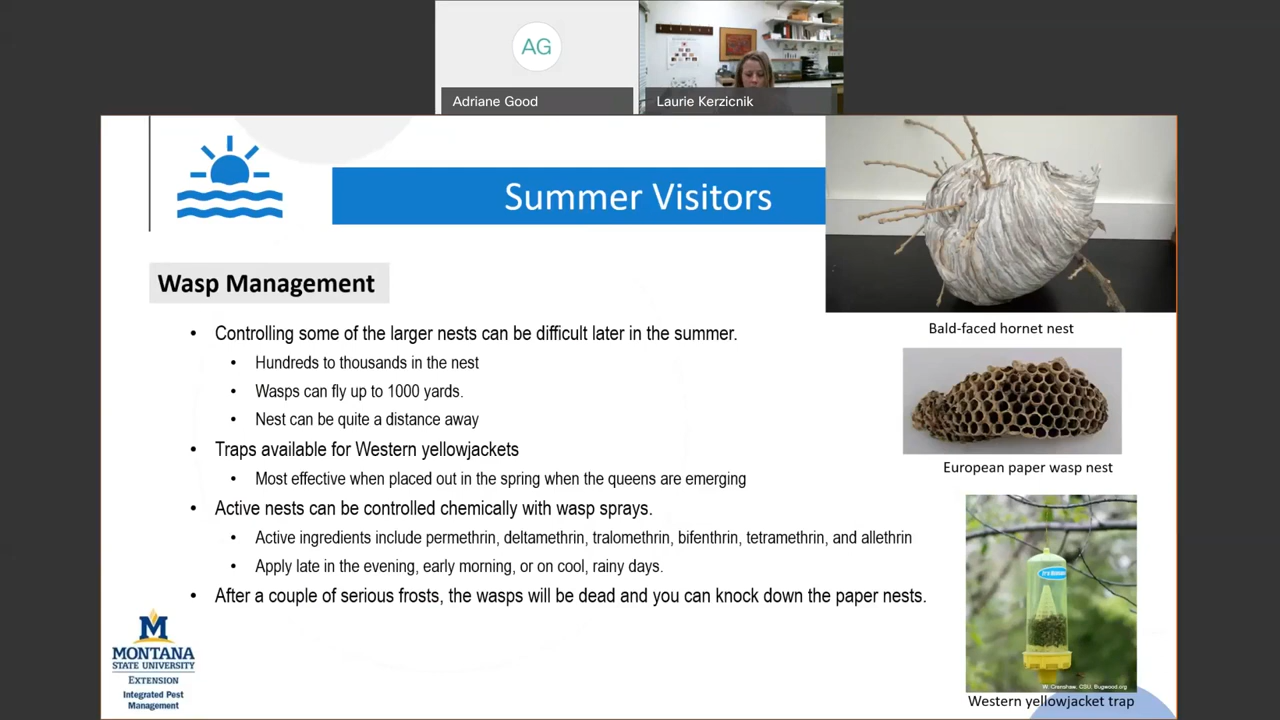 AG
Adriane Good
Laurie Kerzicnik
Summer Visitors
Wasp Management
• Controlling some of the larger nests can be difficult later in the summer.
• Hundreds to thousands in the nest
• Wasps can fly up to 1000 yards.
• Nest can be quite a distance away
• Traps available for Western yellowjackets
• Most effective when placed out in the spring when the queens are emerging
• Active nests can be controlled chemically with wasp sprays.
• Active ingredients include permethrin, deltamethrin, tralomethrin, bifenthrin, tetramethrin, and allethrin
• Apply late in the evening, early morning, or on cool, rainy days.
• After a couple of serious frosts, the wasps will be dead and you can knock down the paper nests.
Bald-faced hornet nest
European paper wasp nest
W. Cranshaw, CSU, Bugwood.org
Western yellowjacket trap
M
MONTANA
STATE UNIVERSITY
EXTENSION
Integrated Pest
Management